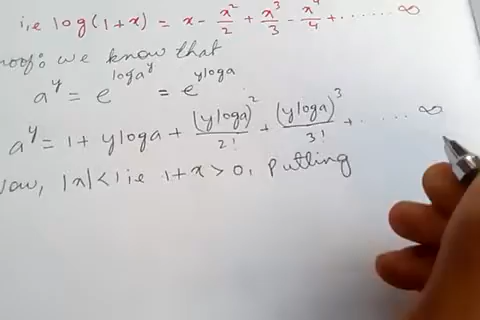 i,e log(1+x) = x - x²/2 + x³/3 - x⁴/4 + ...... ∞
roof: we know that
a^y = e^(log a^y) = e^(y log a)
a^y = 1 + y log a + (y log a)²/2! + (y log a)³/3! + ...... ∞
Now, |x| < 1 i.e 1 + x > 0, putting